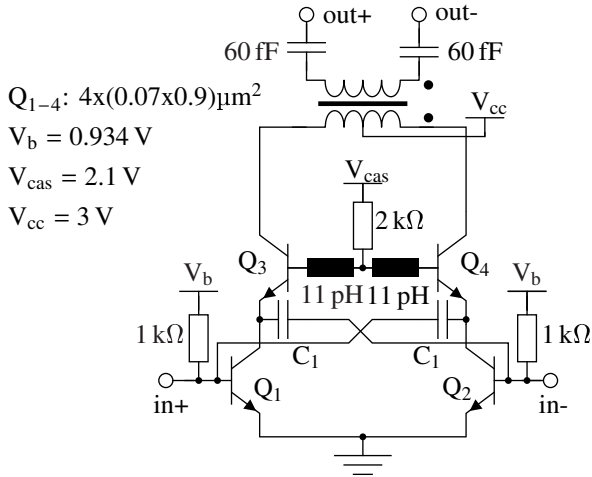 out+ out-
60 fF 60 fF
Q1−4: 4x(0.07x0.9)µm²
Vb = 0.934 V
Vcas = 2.1 V
Vcc = 3 V
Vcc
Vcas
2 kΩ
Q3 Q4
11 pH 11 pH
Vb Vb
1 kΩ 1 kΩ
C1 C1
Q1 Q2
in+ in-